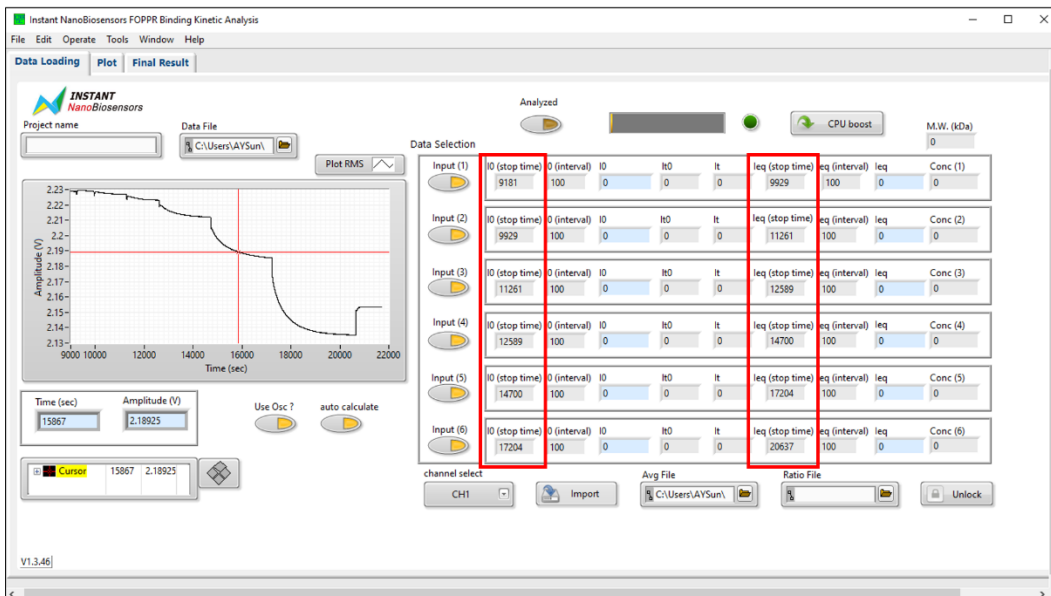 Instant NanoBiosensors FOPPR Binding Kinetic Analysis
File Edit Operate Tools Window Help
Data Loading Plot Final Result
INSTANT
NanoBiosensors
Project name
Data File
C:\Users\AYSun\
Plot RMS
Analyzed
CPU boost
M.W. (kDa)
0
Data Selection
Input (1) I0 (stop time) I0 (interval) I0 It0 It Ieq (stop time) eq (interval) Ieq Conc (1)
9181 100 0 0 0 9929 100 0 0
Input (2) I0 (stop time) I0 (interval) I0 It0 It Ieq (stop time) eq (interval) Ieq Conc (2)
9929 100 0 0 0 11261 100 0 0
Input (3) I0 (stop time) I0 (interval) I0 It0 It Ieq (stop time) eq (interval) Ieq Conc (3)
11261 100 0 0 0 12589 100 0 0
Input (4) I0 (stop time) I0 (interval) I0 It0 It Ieq (stop time) eq (interval) Ieq Conc (4)
12589 100 0 0 0 14700 100 0 0
Input (5) I0 (stop time) I0 (interval) I0 It0 It Ieq (stop time) eq (interval) Ieq Conc (5)
14700 100 0 0 0 17204 100 0 0
Input (6) I0 (stop time) I0 (interval) I0 It0 It Ieq (stop time) eq (interval) Ieq Conc (6)
17204 100 0 0 0 20637 100 0 0
Amplitude (V)
2.23
2.22
2.21
2.2
2.19
2.18
2.17
2.16
2.15
2.14
2.13
9000 10000 12000 14000 16000 18000 20000 22000
Time (sec)
Time (sec) Amplitude (V)
15867 2.18925
Use Osc ? auto calculate
Cursor 15867 2.18925
channel select
CH1
Import
Avg File
C:\Users\AYSun\
Ratio File
Unlock
V1.3.46